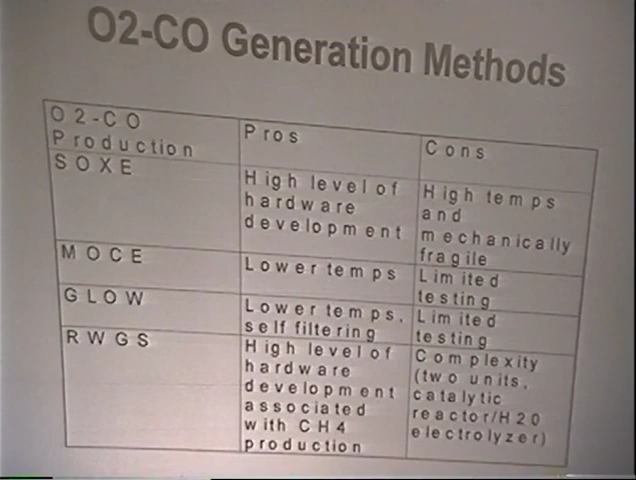 O2-CO Generation Methods
O2-CO
Production
Pros
Cons
SOXE
High level of
hardware
development
High temps
and
mechanically
fragile
MOCE
Lower temps
Limited
testing
GLOW
Lower temps,
self filtering
Limited
testing
RWGS
High level of
hardware
development
associated
with CH4
production
Complexity
(two units,
catalytic
reactor/H20
electrolyzer)